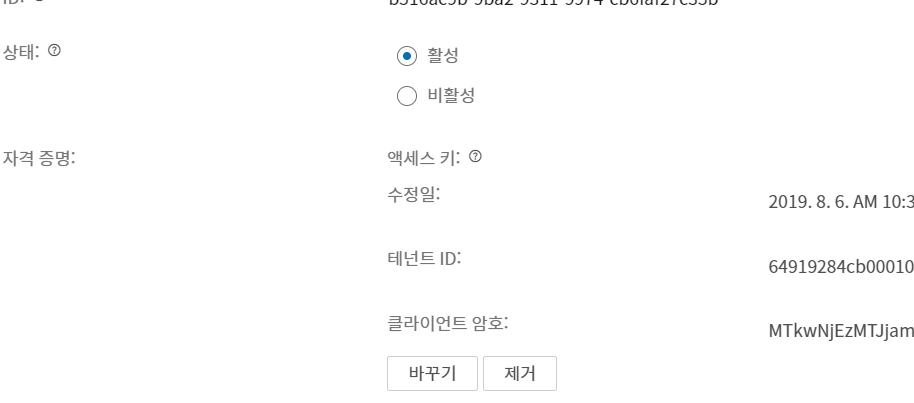 상태:
활성
비활성
자격 증명:
액세스 키:
수정일:
2019. 8. 6. AM 10:3
테넌트 ID:
64919284cb00010
클라이언트 암호:
MTkwNjEzMTJjam
바꾸기
제거